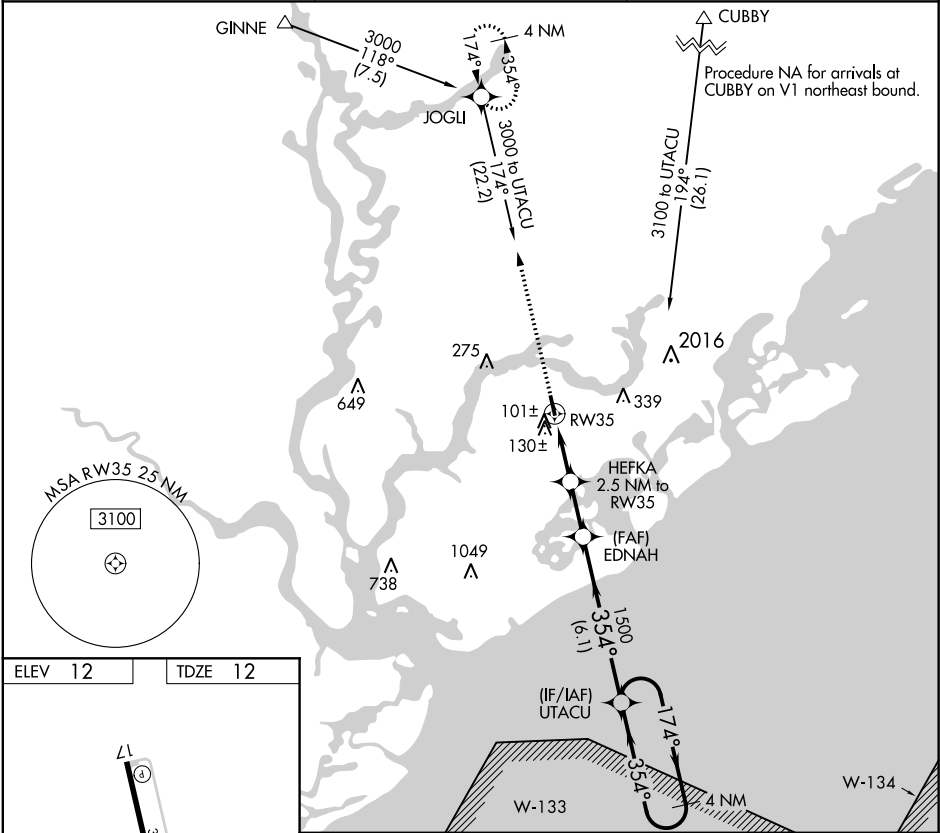 GINNE
3000
118°
(7.5)
4 NM
174°
354°
JOGLI
CUBBY
Procedure NA for arrivals at
CUBBY on V1 northeast bound.
3000 to UTACU
174°
(22.2)
3100 to UTACU
194°
(26.1)
275
2016
649
339
101±
RW35
130±
HEFKA
2.5 NM to
RW35
MSA RW35 25 NM
3100
(FAF)
EDNAH
1049
738
1500
354°
(6.1)
ELEV 12
TDZE 12
(IF/IAF)
UTACU
174°
354°
4 NM
W-133
W-134
17
P